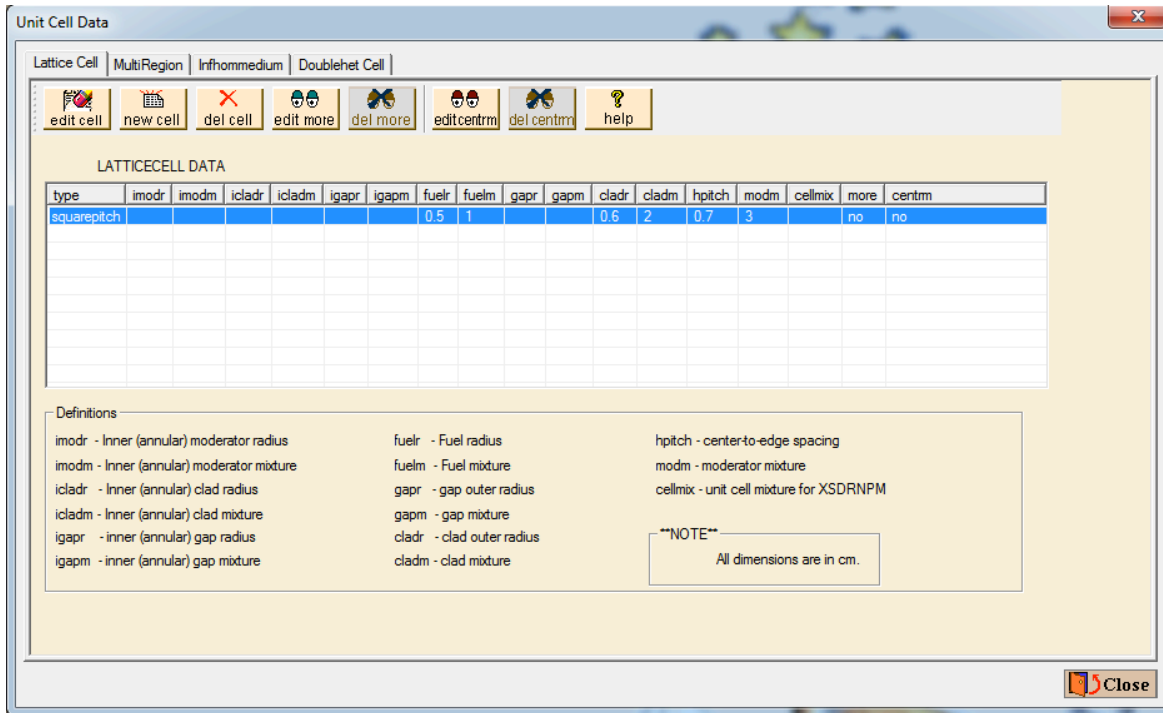 Unit Cell Data
x
Lattice Cell MultiRegion Infhommedium Doublehet Cell
edit cell new cell del cell edit more del more editcentrm del centrm help
LATTICECELL DATA
type imodr imodm icladr icladm igapr igapm fuelr fuelm gapr gapm cladr cladm hpitch modm cellmix more centrm
squarepitch 0.5 1 0.6 2 0.7 3 no no
Definitions
imodr - Inner (annular) moderator radius fuelr - Fuel radius hpitch - center-to-edge spacing
imodm - Inner (annular) moderator mixture fuelm - Fuel mixture modm - moderator mixture
icladr - Inner (annular) clad radius gapr - gap outer radius cellmix - unit cell mixture for XSDRNPM
icladm - Inner (annular) clad mixture gapm - gap mixture
igapr - inner (annular) gap radius cladr - clad outer radius **NOTE**
igapm - inner (annular) gap mixture cladm - clad mixture All dimensions are in cm.
Close